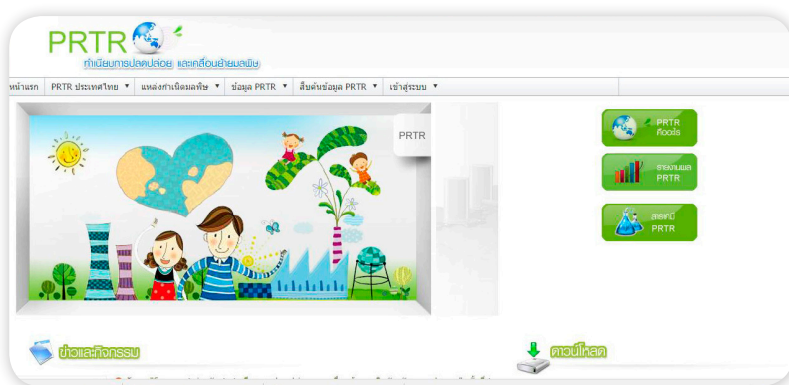 PRTR
ทำเนียบการปลดปล่อย และเคลื่อนย้ายมลพิษ
หน้าแรก PRTR ประเทศไทย แหล่งกำเนิดมลพิษ ข้อมูล PRTR สืบค้นข้อมูล PRTR เข้าสู่ระบบ
PRTR
PRTR
คืออะไร
รายงานผล
PRTR
สารเคมี
PRTR
ข่าวและกิจกรรม
ดาวน์โหลด